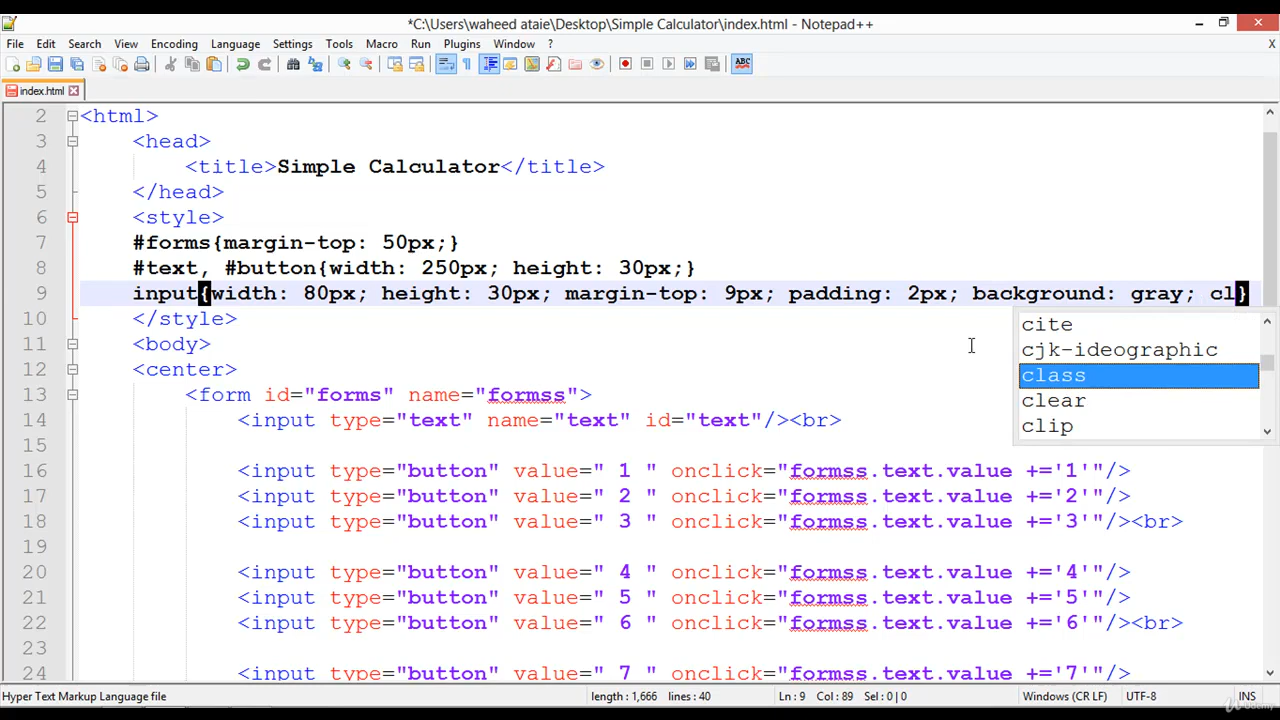 *C:\Users\waheed ataie\Desktop\Simple Calculator\index.html - Notepad++
File Edit Search View Encoding Language Settings Tools Macro Run Plugins Window ? X
ABC
index.html
2 <html>
3 <head>
4 <title>Simple Calculator</title>
5 </head>
6 <style>
7 #forms{margin-top: 50px;}
8 #text, #button{width: 250px; height: 30px;}
9 input{width: 80px; height: 30px; margin-top: 9px; padding: 2px; background: gray; cl}
10 </style>
cite
11 <body>
cjk-ideographic
12 <center>
class
13 <form id="forms" name="formss">
clear
14 <input type="text" name="text" id="text"/><br>
clip
15
16 <input type="button" value=" 1 " onclick="formss.text.value +='1'"/>
17 <input type="button" value=" 2 " onclick="formss.text.value +='2'"/>
18 <input type="button" value=" 3 " onclick="formss.text.value +='3'"/><br>
19
20 <input type="button" value=" 4 " onclick="formss.text.value +='4'"/>
21 <input type="button" value=" 5 " onclick="formss.text.value +='5'"/>
22 <input type="button" value=" 6 " onclick="formss.text.value +='6'"/><br>
23
24 <input type="button" value=" 7 " onclick="formss.text.value +='7'"/>
Hyper Text Markup Language file length : 1,666 lines : 40 Ln : 9 Col : 89 Sel : 0 | 0 Windows (CR LF) UTF-8 INS
Udemy